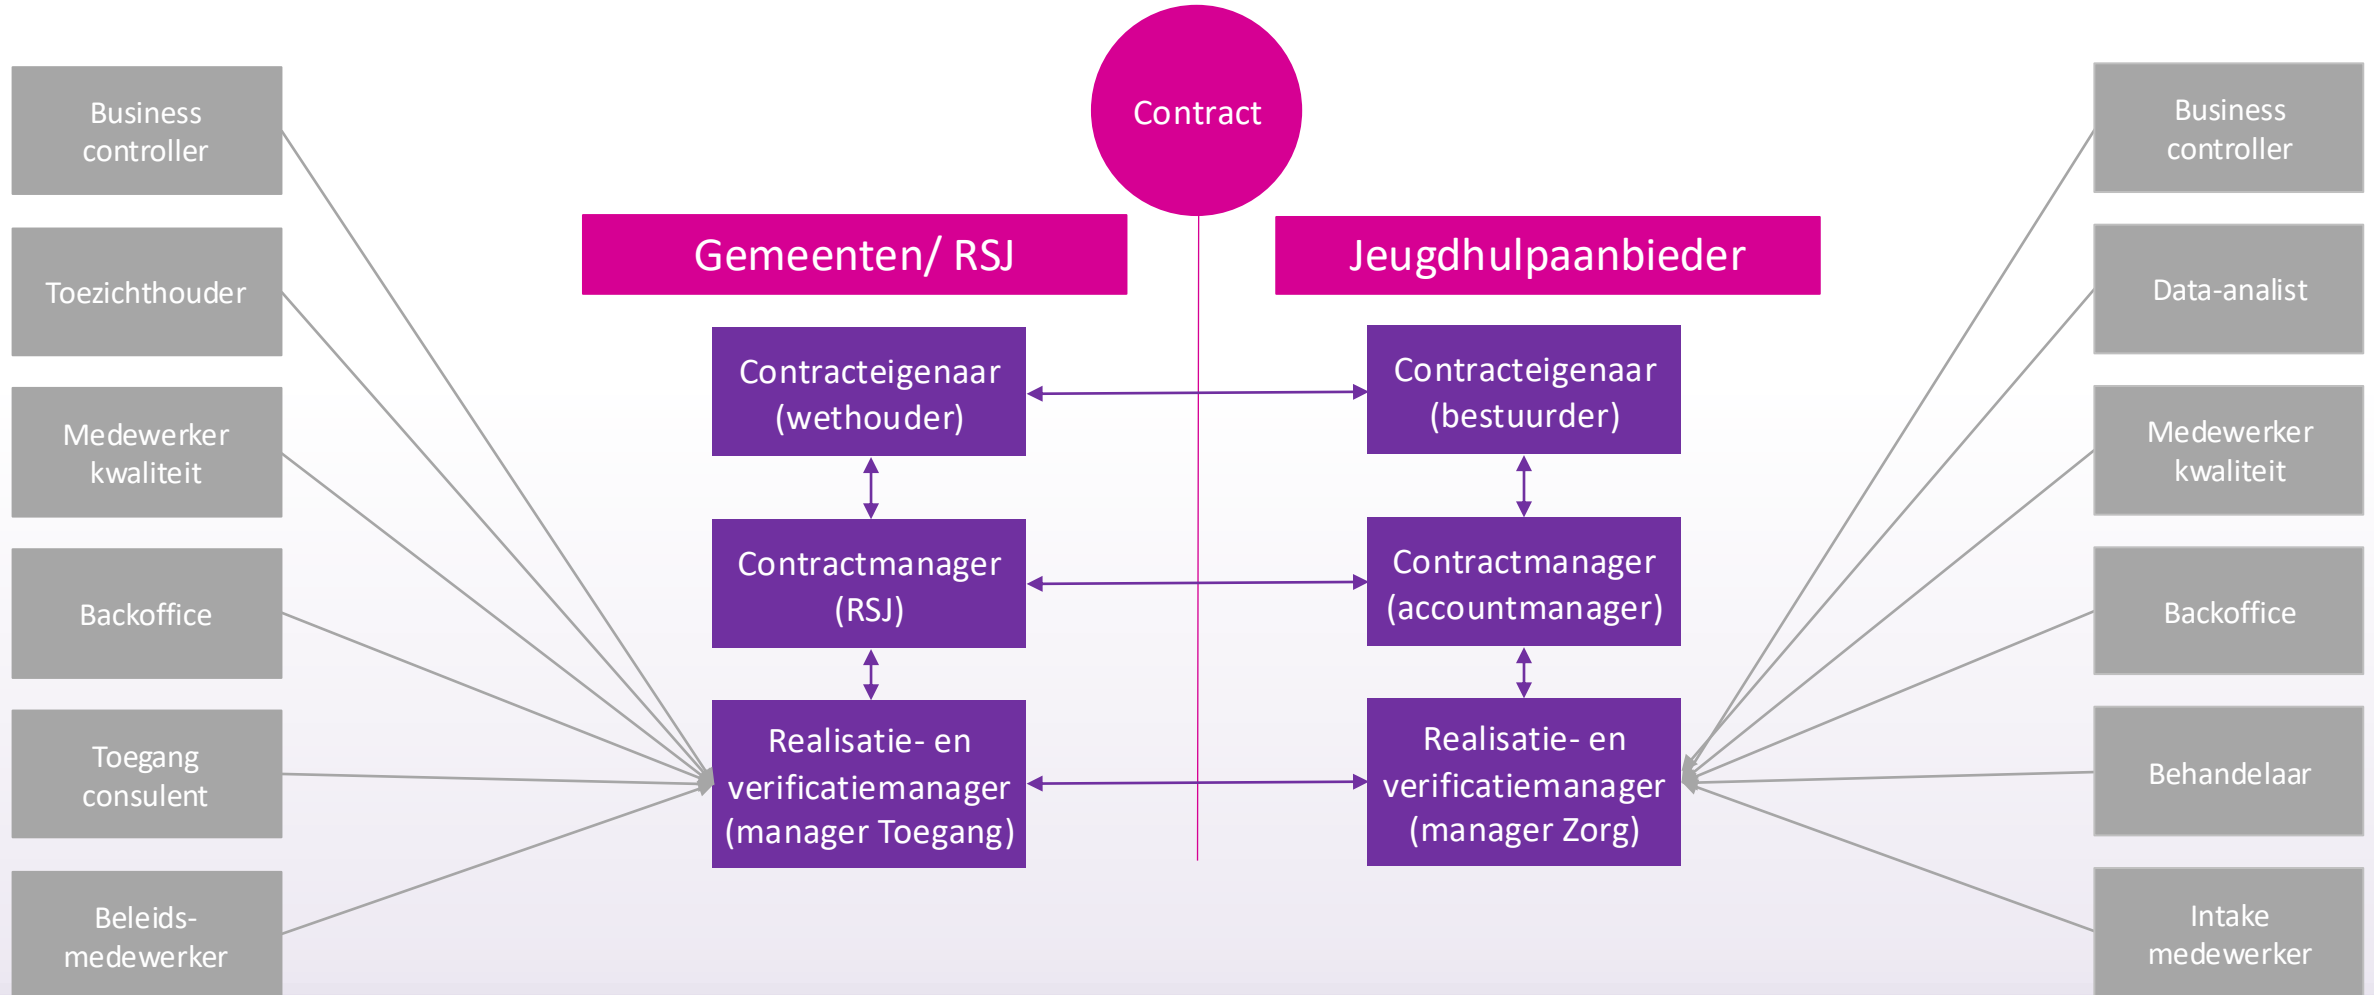 Contract
Gemeenten/ RSJ
Jeugdhulpaanbieder
Business
controller
Toezichthouder
Medewerker
kwaliteit
Backoffice
Toegang
consulent
Beleids-
medewerker
Contracteigenaar
(wethouder)
Contractmanager
(RSJ)
Realisatie- en
verificatiemanager
(manager Toegang)
Contracteigenaar
(bestuurder)
Contractmanager
(accountmanager)
Realisatie- en
verificatiemanager
(manager Zorg)
Business
controller
Data-analist
Medewerker
kwaliteit
Backoffice
Behandelaar
Intake
medewerker